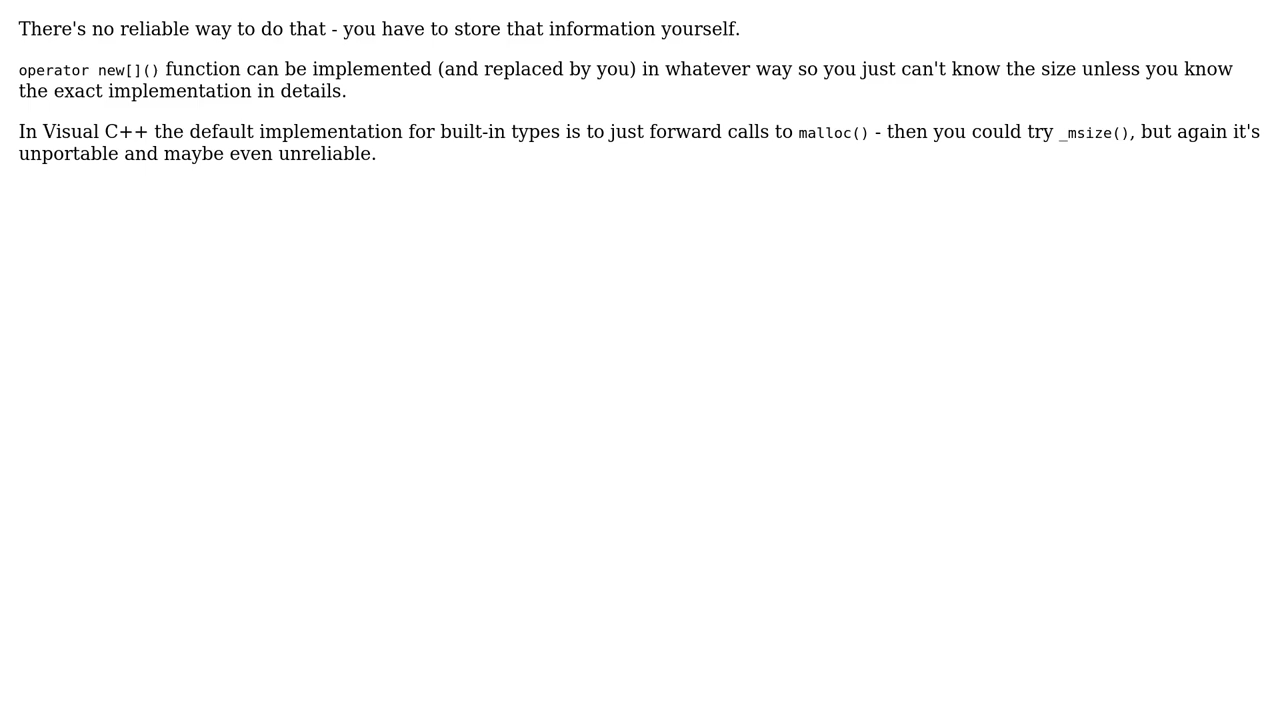 There's no reliable way to do that - you have to store that information yourself.
operator new[]() function can be implemented (and replaced by you) in whatever way so you just can't know the size unless you know
the exact implementation in details.
In Visual C++ the default implementation for built-in types is to just forward calls to malloc() - then you could try _msize(), but again it's
unportable and maybe even unreliable.